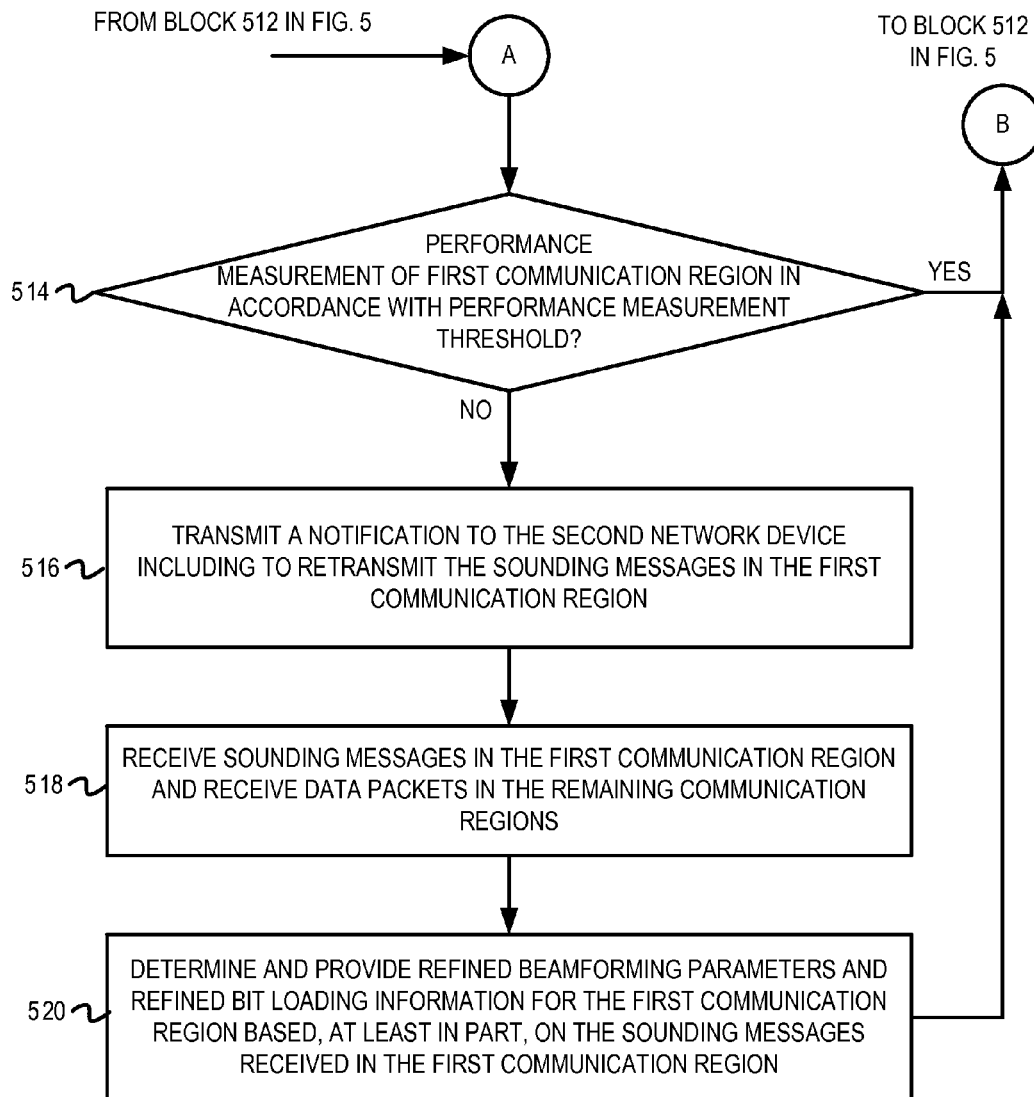 FROM BLOCK 512 IN FIG. 5
A
TO BLOCK 512
IN FIG. 5
B
514
PERFORMANCE
MEASUREMENT OF FIRST COMMUNICATION REGION IN
ACCORDANCE WITH PERFORMANCE MEASUREMENT
THRESHOLD?
YES
NO
516
TRANSMIT A NOTIFICATION TO THE SECOND NETWORK DEVICE
INCLUDING TO RETRANSMIT THE SOUNDING MESSAGES IN THE FIRST
COMMUNICATION REGION
518
RECEIVE SOUNDING MESSAGES IN THE FIRST COMMUNICATION REGION
AND RECEIVE DATA PACKETS IN THE REMAINING COMMUNICATION
REGIONS
520
DETERMINE AND PROVIDE REFINED BEAMFORMING PARAMETERS AND
REFINED BIT LOADING INFORMATION FOR THE FIRST COMMUNICATION
REGION BASED, AT LEAST IN PART, ON THE SOUNDING MESSAGES
RECEIVED IN THE FIRST COMMUNICATION REGION